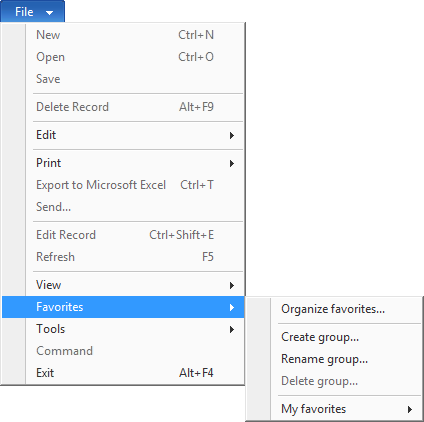 File
New Ctrl+N
Open Ctrl+O
Save
Delete Record Alt+F9
Edit
Print
Export to Microsoft Excel Ctrl+T
Send...
Edit Record Ctrl+Shift+E
Refresh F5
View
Favorites
Tools
Command
Exit Alt+F4
Organize favorites...
Create group...
Rename group...
Delete group...
My favorites